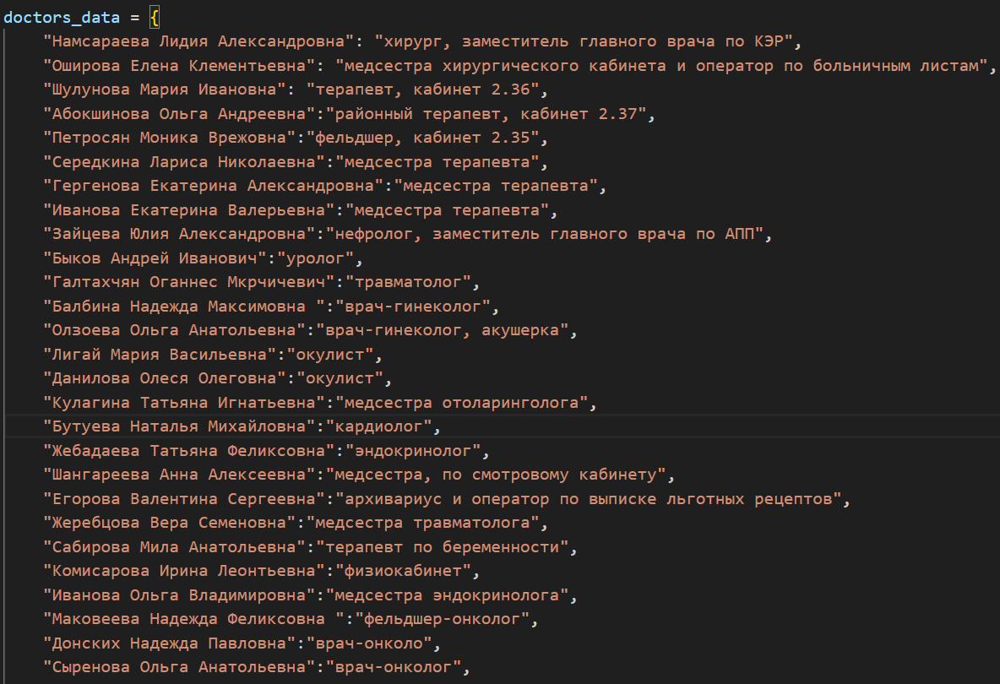 doctors_data = {
"Намсараева Лидия Александровна": "хирург, заместитель главного врача по КЭР",
"Оширова Елена Клементьевна": "медсестра хирургического кабинета и оператор по больничным листам",
"Шулунова Мария Ивановна": "терапевт, кабинет 2.36",
"Абокшинова Ольга Андреевна":"районный терапевт, кабинет 2.37",
"Петросян Моника Врежовна":"фельдшер, кабинет 2.35",
"Середкина Лариса Николаевна":"медсестра терапевта",
"Гергенова Екатерина Александровна":"медсестра терапевта",
"Иванова Екатерина Валерьевна":"медсестра терапевта",
"Зайцева Юлия Александровна":"нефролог, заместитель главного врача по АПП",
"Быков Андрей Иванович":"уролог",
"Галтахчян Оганнес Мкрчичевич":"травматолог",
"Балбина Надежда Максимовна ":"врач-гинеколог",
"Олзоева Ольга Анатольевна":"врач-гинеколог, акушерка",
"Лигай Мария Васильевна":"окулист",
"Данилова Олеся Олеговна":"окулист",
"Кулагина Татьяна Игнатьевна":"медсестра отоларинголога",
"Бутуева Наталья Михайловна":"кардиолог",
"Жебадаева Татьяна Феликсовна":"эндокринолог",
"Шангареева Анна Алексеевна":"медсестра, по смотровому кабинету",
"Егорова Валентина Сергеевна":"архивариус и оператор по выписке льготных рецептов",
"Жеребцова Вера Семеновна":"медсестра травматолога",
"Сабирова Мила Анатольевна":"терапевт по беременности",
"Комисарова Ирина Леонтьевна":"физиокабинет",
"Иванова Ольга Владимировна":"медсестра эндокринолога",
"Маковеева Надежда Феликсовна ":"фельдшер-онколог",
"Донских Надежда Павловна":"врач-онколо",
"Сыренова Ольга Анатольевна":"врач-онколог",